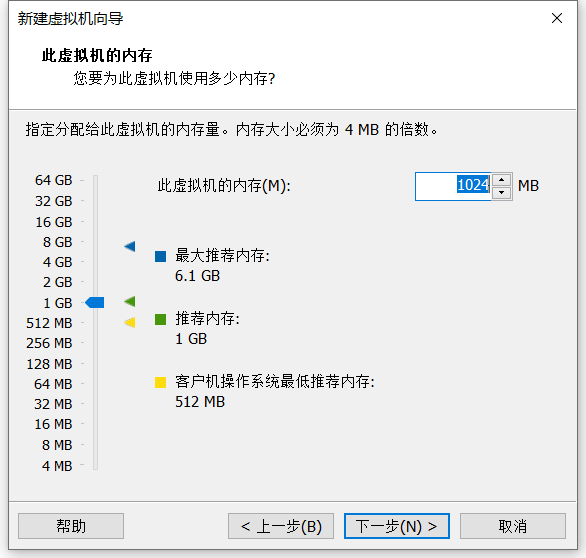 新建虚拟机向导
此虚拟机的内存
您要为此虚拟机使用多少内存?
指定分配给此虚拟机的内存量。内存大小必须为 4 MB 的倍数。
64 GB
32 GB
16 GB
8 GB
4 GB
2 GB
1 GB
512 MB
256 MB
128 MB
64 MB
32 MB
16 MB
8 MB
4 MB
此虚拟机的内存(M): 1024 MB
最大推荐内存:
6.1 GB
推荐内存:
1 GB
客户机操作系统最低推荐内存:
512 MB
帮助 < 上一步(B) 下一步(N) > 取消